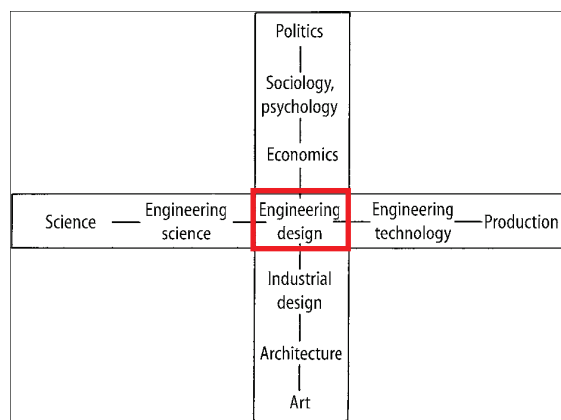 Politics
Sociology,
psychology
Economics
Science
Engineering
science
Engineering
design
Engineering
technology
Production
Industrial
design
Architecture
Art